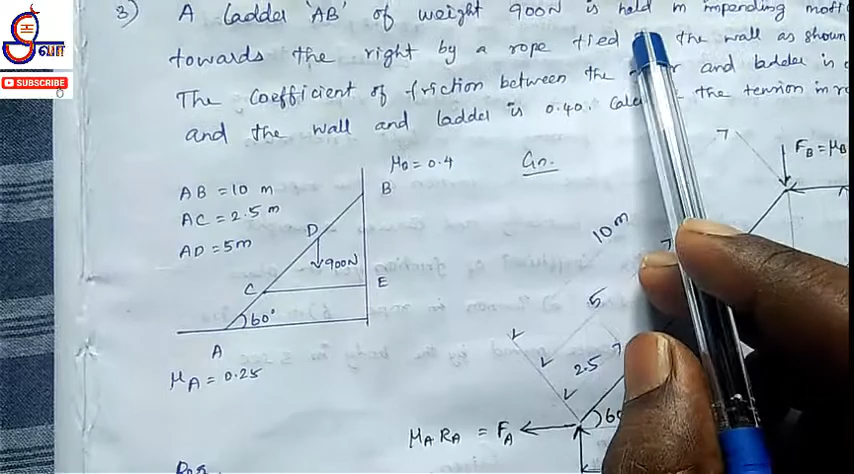 சிவா
SUBSCRIBE
3) A ladder 'AB' of weight 900N is held in impending
towards the right by a rope tied the wall as shown
The coefficient of friction between the and ladder is
and the wall and ladder is 0.40. the tension in
μB = 0.4
Gn.
AB = 10 m
AC = 2.5 m
AD = 5m
B
D
900N
C
E
60°
A
μA = 0.25
7
FB = μB
10 m
7
5
2.5
7
μA RA = FA